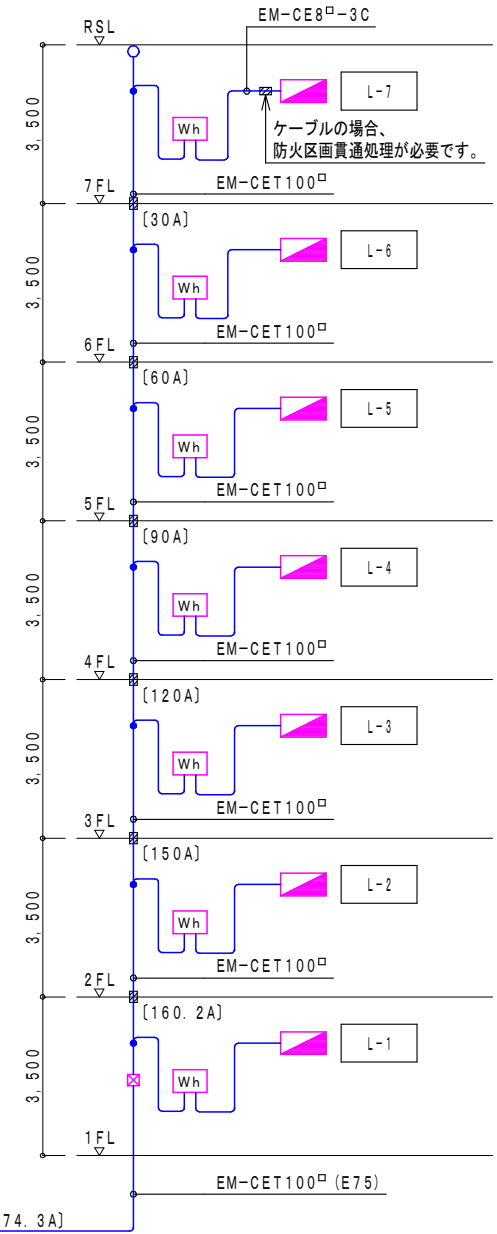 EM-CE8□-3C
RSL
L-7
Wh
3,500
ケーブルの場合、
防火区画貫通処理が必要です。
EM-CET100□
7FL
[30A]
L-6
Wh
3,500
EM-CET100□
6FL
[60A]
L-5
Wh
3,500
EM-CET100□
5FL
[90A]
L-4
Wh
3,500
EM-CET100□
4FL
[120A]
L-3
Wh
3,500
EM-CET100□
3FL
[150A]
L-2
Wh
3,500
EM-CET100□
2FL
[160.2A]
L-1
Wh
3,500
1FL
EM-CET100□(E75)
74.3A]